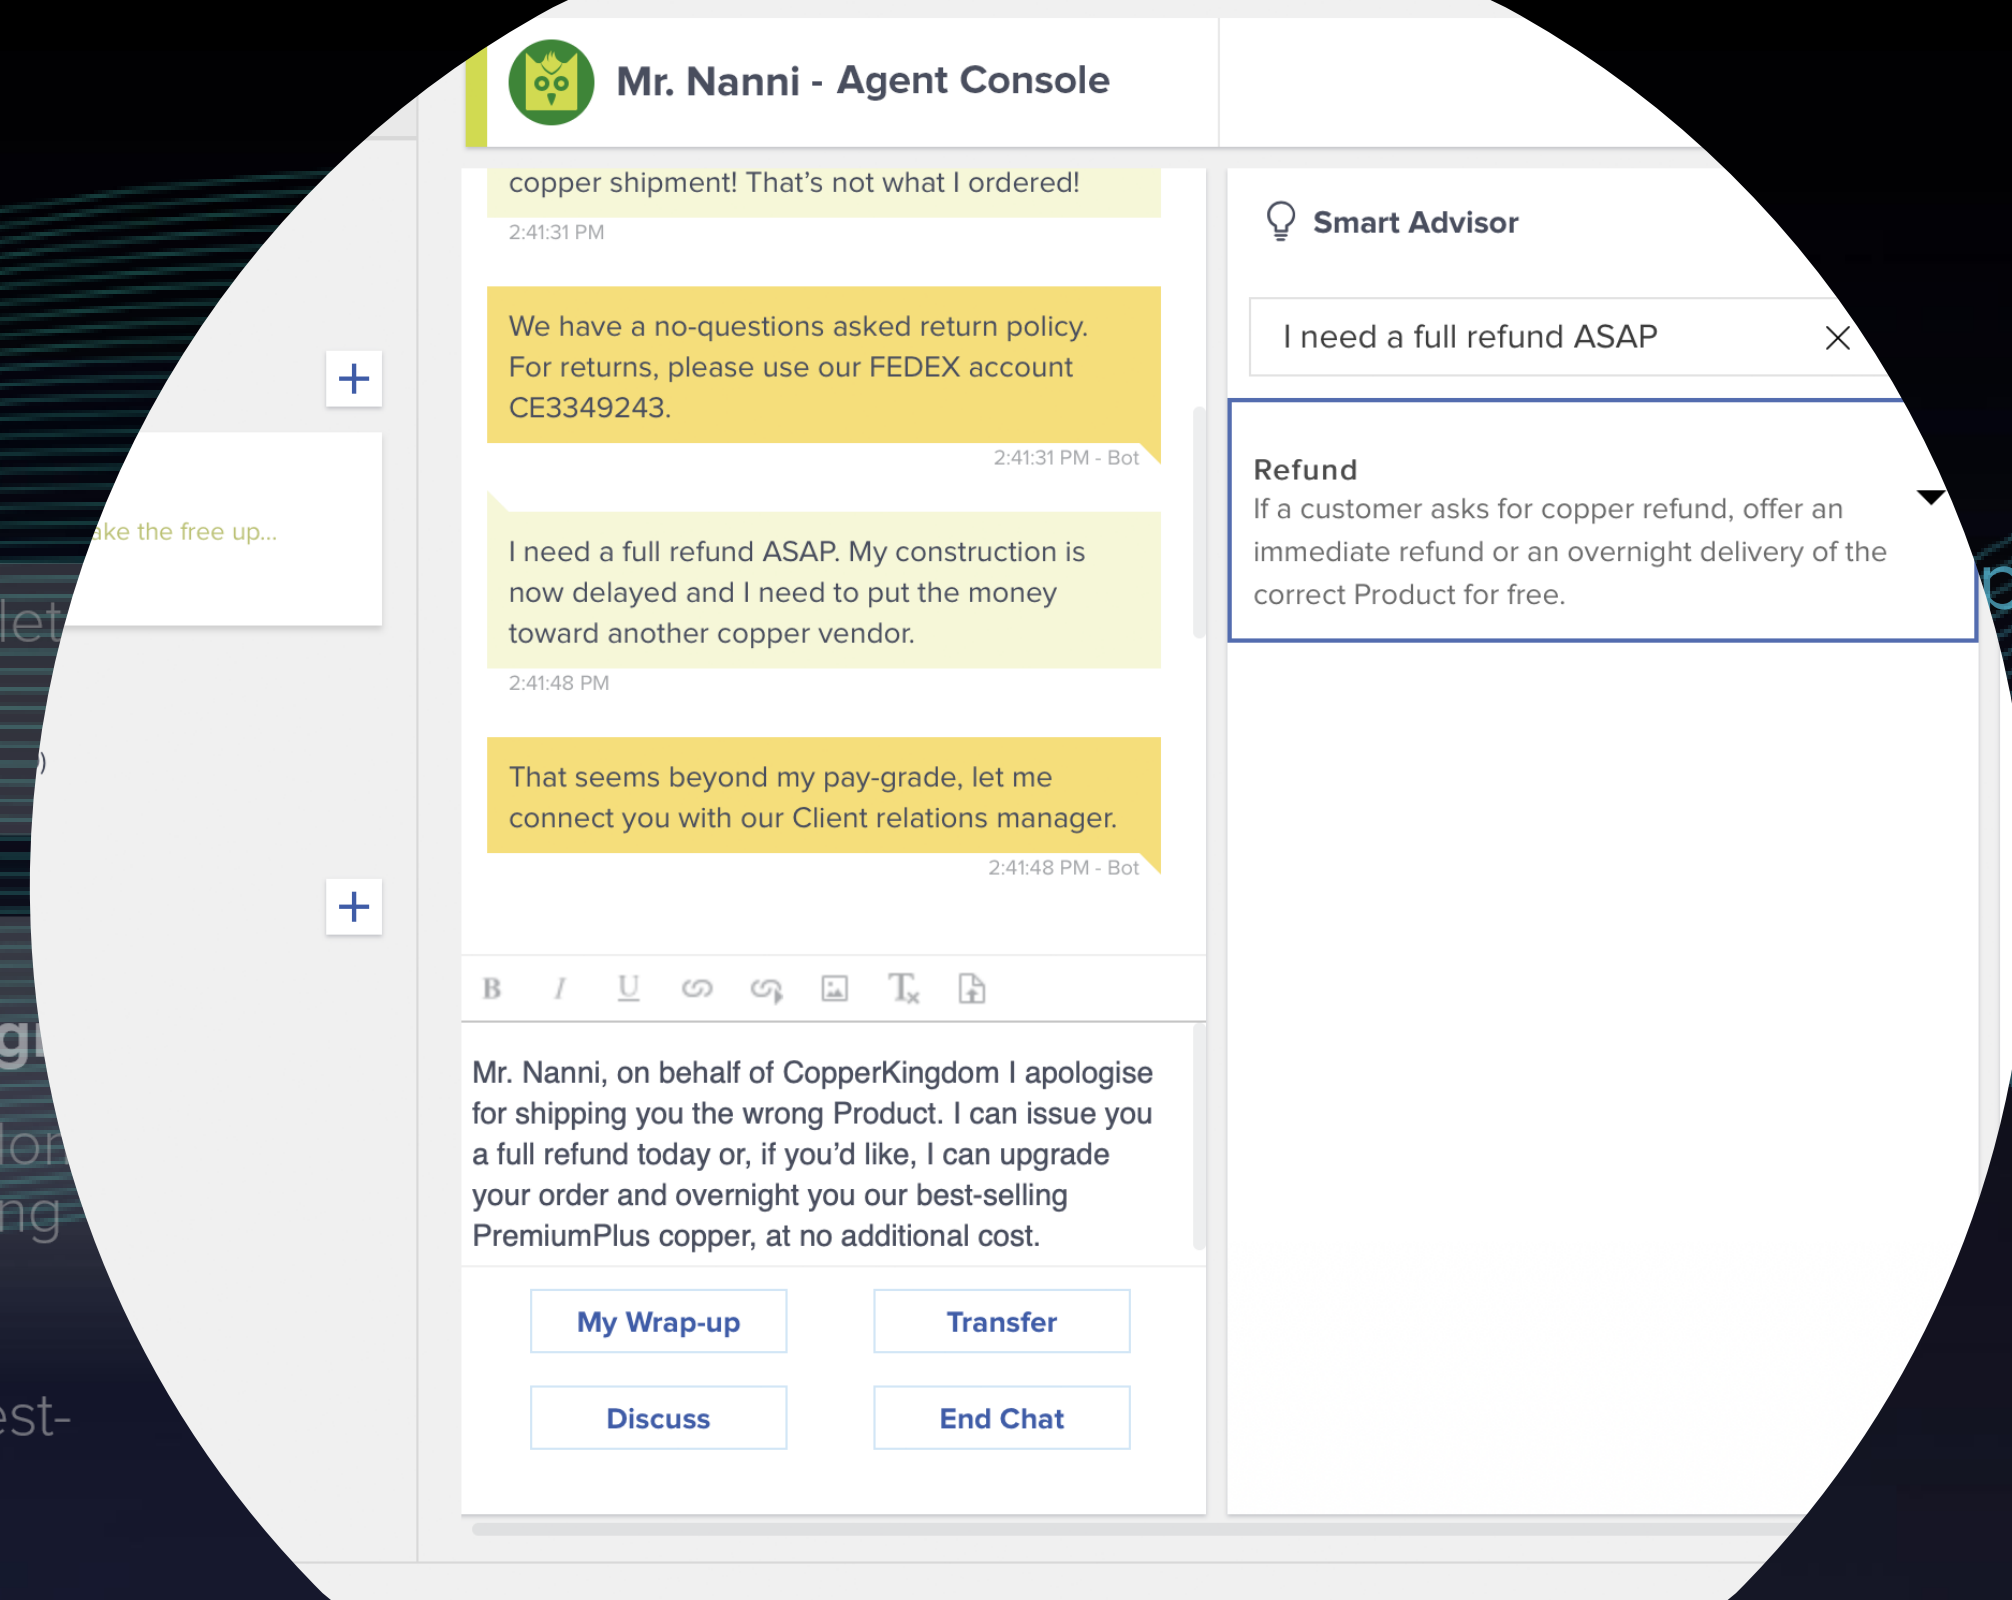 Mr. Nanni - Agent Console
copper shipment! That's not what I ordered!
2:41:31 PM
We have a no-questions asked return policy.
For returns, please use our FEDEX account
CE3349243.
2:41:31 PM - Bot
I need a full refund ASAP. My construction is
now delayed and I need to put the money
toward another copper vendor.
2:41:48 PM
That seems beyond my pay-grade, let me
connect you with our Client relations manager.
2:41:48 PM - Bot
B I U
Mr. Nanni, on behalf of CopperKingdom I apologise
for shipping you the wrong Product. I can issue you
a full refund today or, if you'd like, I can upgrade
your order and overnight you our best-selling
PremiumPlus copper, at no additional cost.
My Wrap-up
Transfer
Discuss
End Chat
Smart Advisor
I need a full refund ASAP
Refund
If a customer asks for copper refund, offer an
immediate refund or an overnight delivery of the
correct Product for free.
the free up...